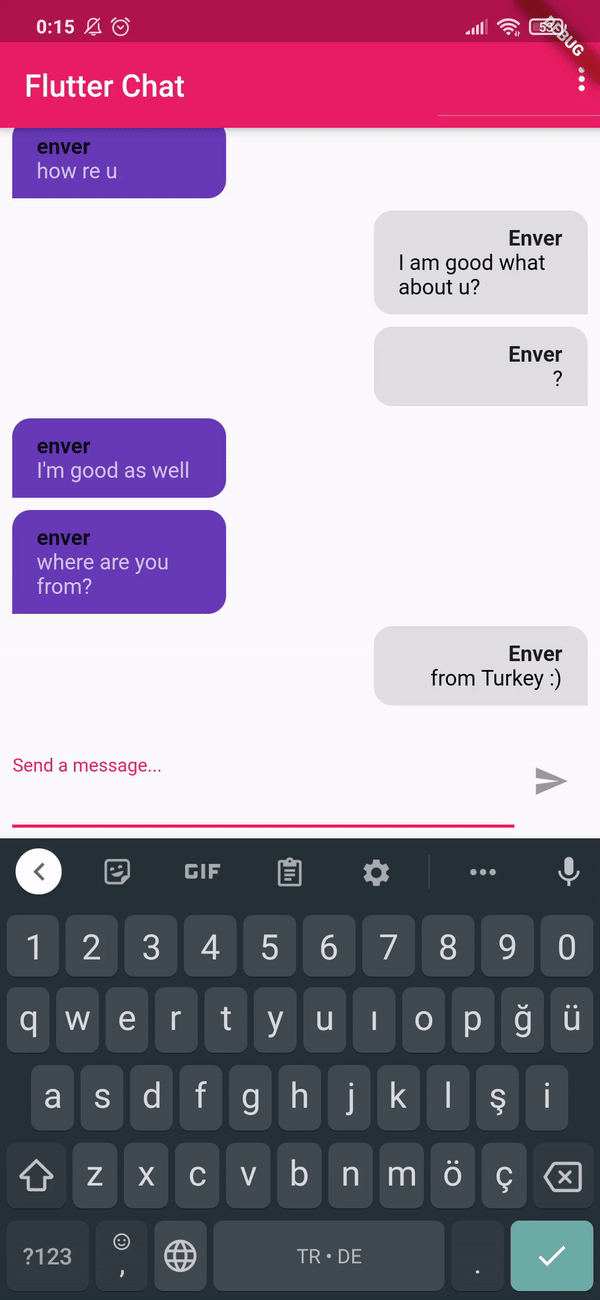 0:15
53
DEBUG
Flutter Chat
enver
how re u
Enver
I am good what
about u?
Enver
?
enver
I'm good as well
enver
where are you
from?
Enver
from Turkey :)
Send a message...
GIF
1 2 3 4 5 6 7 8 9 0
q w e r t y u ı o p ğ ü
a s d f g h j k l ş i
z x c v b n m ö ç
?123 , TR • DE .